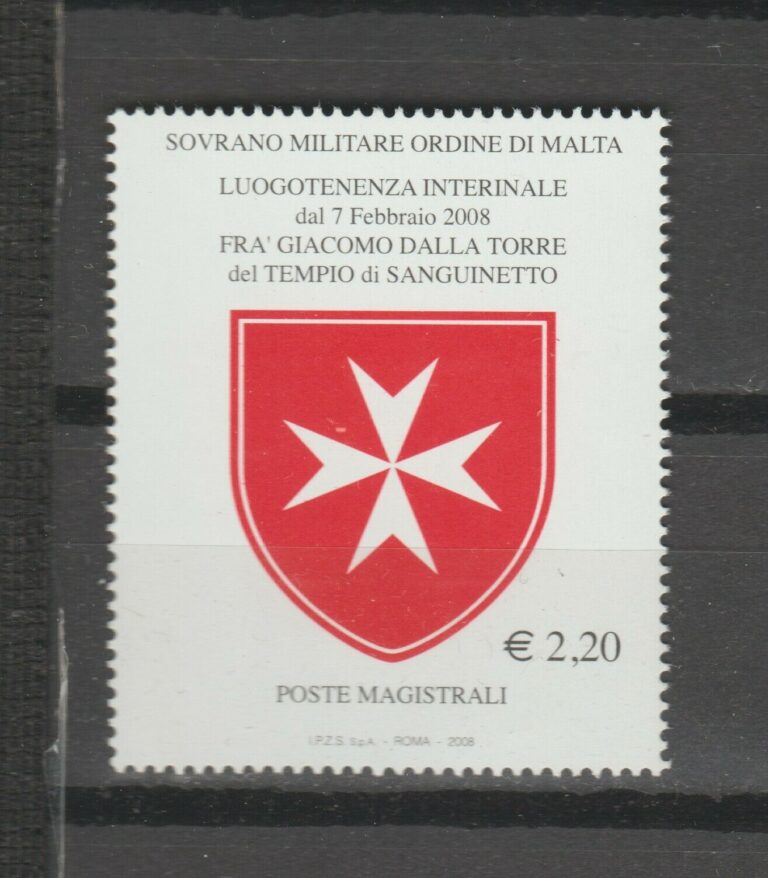 SOVRANO MILITARE ORDINE DI MALTA
LUOGOTENENZA INTERINALE
dal 7 Febbraio 2008
FRA' GIACOMO DALLA TORRE
del TEMPIO di SANGUINETTO
€ 2,20
POSTE MAGISTRALI
I.P.Z.S. S.p.A. - ROMA - 2008